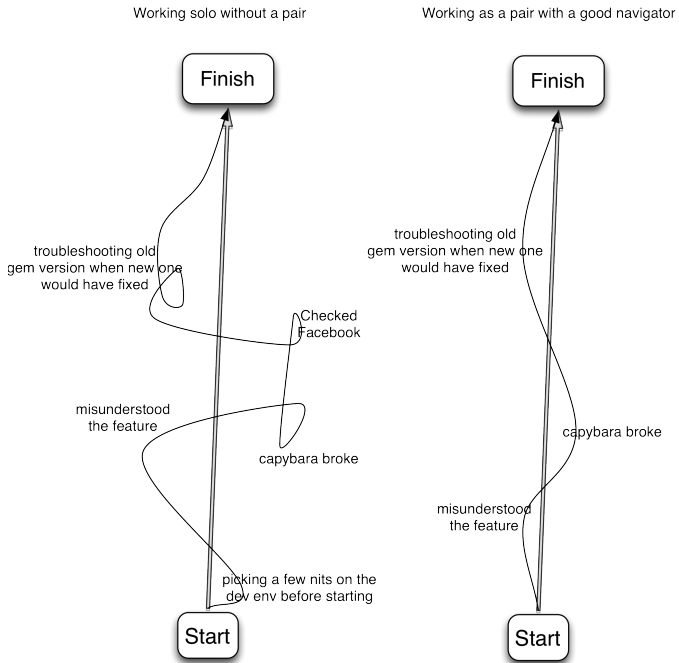 Working solo without a pair
Finish
troubleshooting old
gem version when new one
would have fixed
Checked
Facebook
misunderstood
the feature
capybara broke
picking a few nits on the
dev env before starting
Start
Working as a pair with a good navigator
Finish
troubleshooting old
gem version when new one
would have fixed
capybara broke
misunderstood
the feature
Start